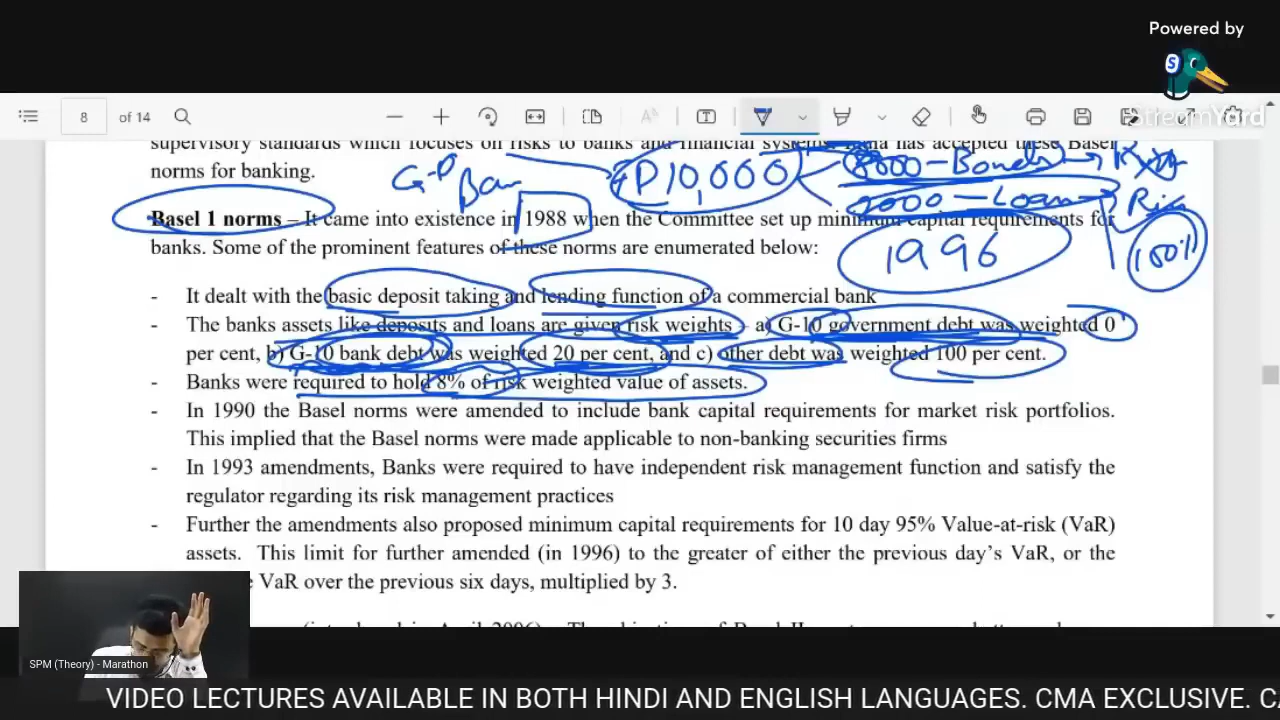 Powered by
S
StreamYard
8 of 14
supervisory standards which focuses on risks to banks and financial systems. India has accepted these Basel
norms for banking.
10,000
8000 - Bonds
2000 - Loan
Risk
100%
1996
Basel 1 norms – It came into existence in 1988 when the Committee set up minimum capital requirements for
banks. Some of the prominent features of these norms are enumerated below:
- It dealt with the basic deposit taking and lending function of a commercial bank
- The banks assets like deposits and loans are given risk weights – a) G-10 government debt was weighted 0
per cent, b) G-10 bank debt was weighted 20 per cent, and c) other debt was weighted 100 per cent.
- Banks were required to hold 8% of risk weighted value of assets.
- In 1990 the Basel norms were amended to include bank capital requirements for market risk portfolios.
This implied that the Basel norms were made applicable to non-banking securities firms
- In 1993 amendments, Banks were required to have independent risk management function and satisfy the
regulator regarding its risk management practices
- Further the amendments also proposed minimum capital requirements for 10 day 95% Value-at-risk (VaR)
assets. This limit for further amended (in 1996) to the greater of either the previous day's VaR, or the
VaR over the previous six days, multiplied by 3.
SPM (Theory) - Marathon
VIDEO LECTURES AVAILABLE IN BOTH HINDI AND ENGLISH LANGUAGES. CMA EXCLUSIVE. C